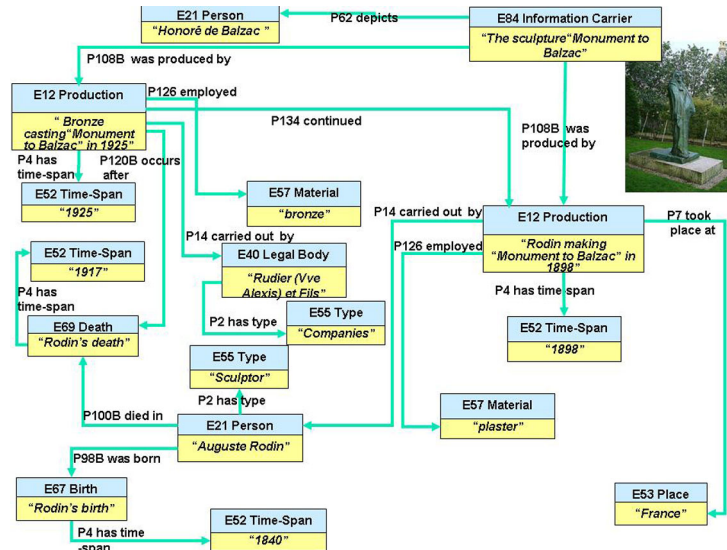 E21 Person
“Honoré de Balzac ”
P62 depicts
E84 Information Carrier
“The sculpture“Monument to
Balzac”
P108B was produced by
E12 Production
“ Bronze
casting“Monument
to Balzac” in 1925”
P126 employed
P134 continued
P108B was
produced by
P4 has
time-span
P120B occurs
after
E52 Time-Span
“1925”
E57 Material
“bronze”
P14 carried out by
E12 Production
“Rodin making
“Monument to Balzac” in
1898”
P7 took
place at
E52 Time-Span
“1917”
P14 carried out by
E40 Legal Body
“Rudier (Vve
Alexis) et Fils”
P126 employed
P4 has
time-span
P4 has time span
E69 Death
“Rodin’s death”
P2 has type
E55 Type
“Companies”
E52 Time-Span
“1898”
E55 Type
“Sculptor”
P2 has type
P100B died in
E21 Person
“Auguste Rodin”
E57 Material
“plaster”
P98B was born
E67 Birth
“Rodin’s birth”
E53 Place
“France”
P4 has time
-span
E52 Time-Span
“1840”